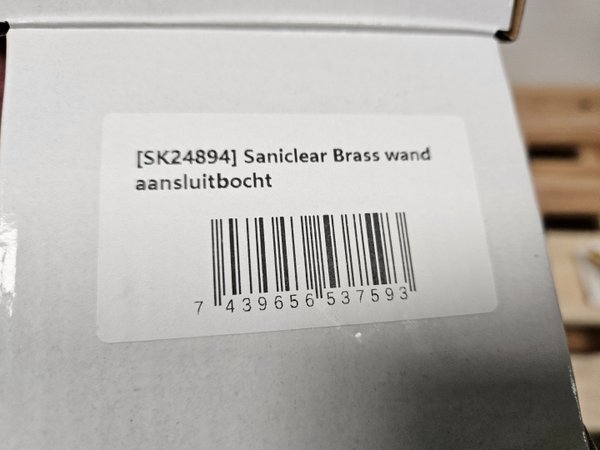 [SK24894] Saniclear Brass wand
aansluitbocht
7 439656 537593